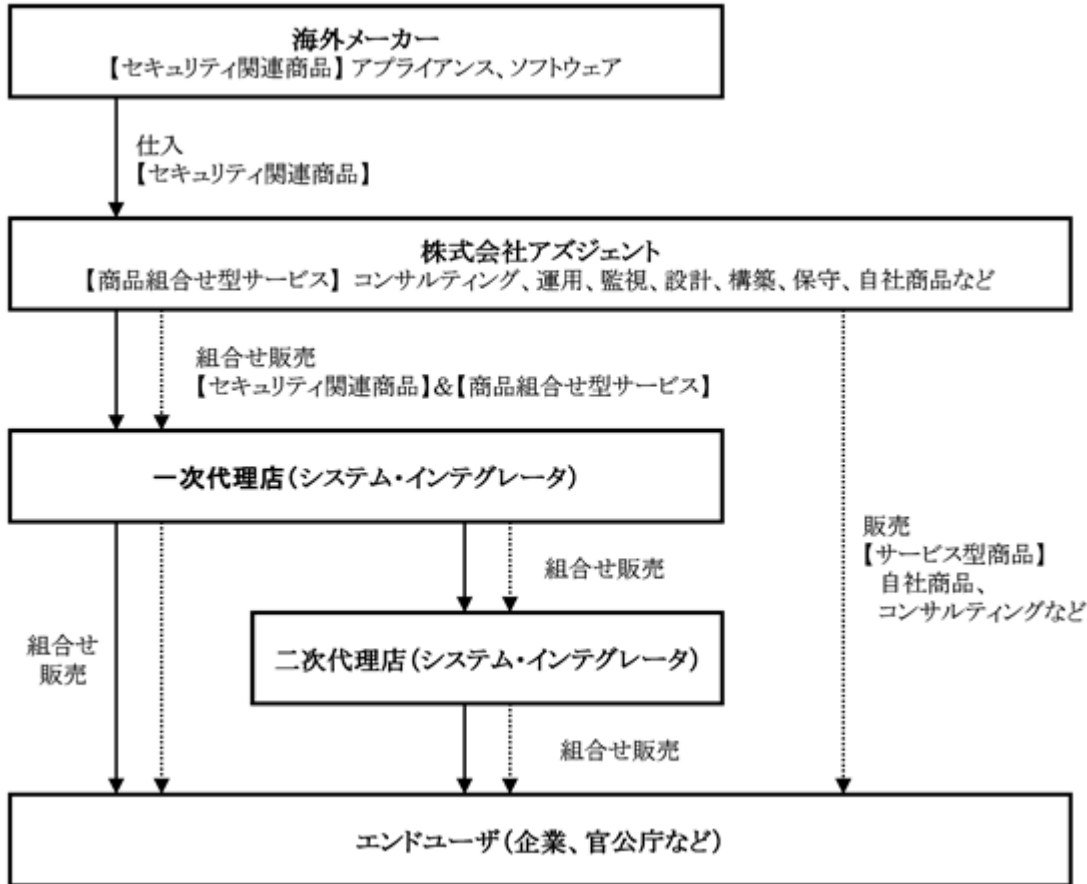 海外メーカー
【セキュリティ関連商品】アプライアンス、ソフトウェア
仕入
【セキュリティ関連商品】
株式会社アズジェント
【商品組合せ型サービス】 コンサルティング、運用、監視、設計、構築、保守、自社商品など
組合せ販売
【セキュリティ関連商品】&【商品組合せ型サービス】
一次代理店(システム・インテグレータ)
販売
【サービス型商品】
自社商品、
コンサルティングなど
組合せ販売
組合せ
販売
二次代理店(システム・インテグレータ)
組合せ販売
エンドユーザ(企業、官公庁など)